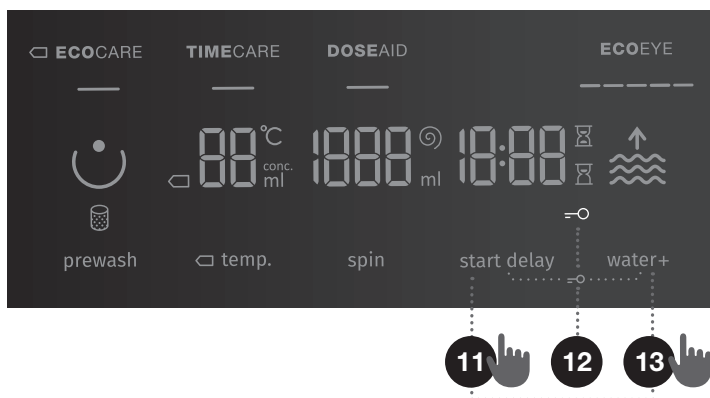 ECOCARE TIMECARE DOSEAID ECOEYE
88 °C 1888 18:88
conc.
ml ml
prewash temp. spin start delay water+
11 12 13